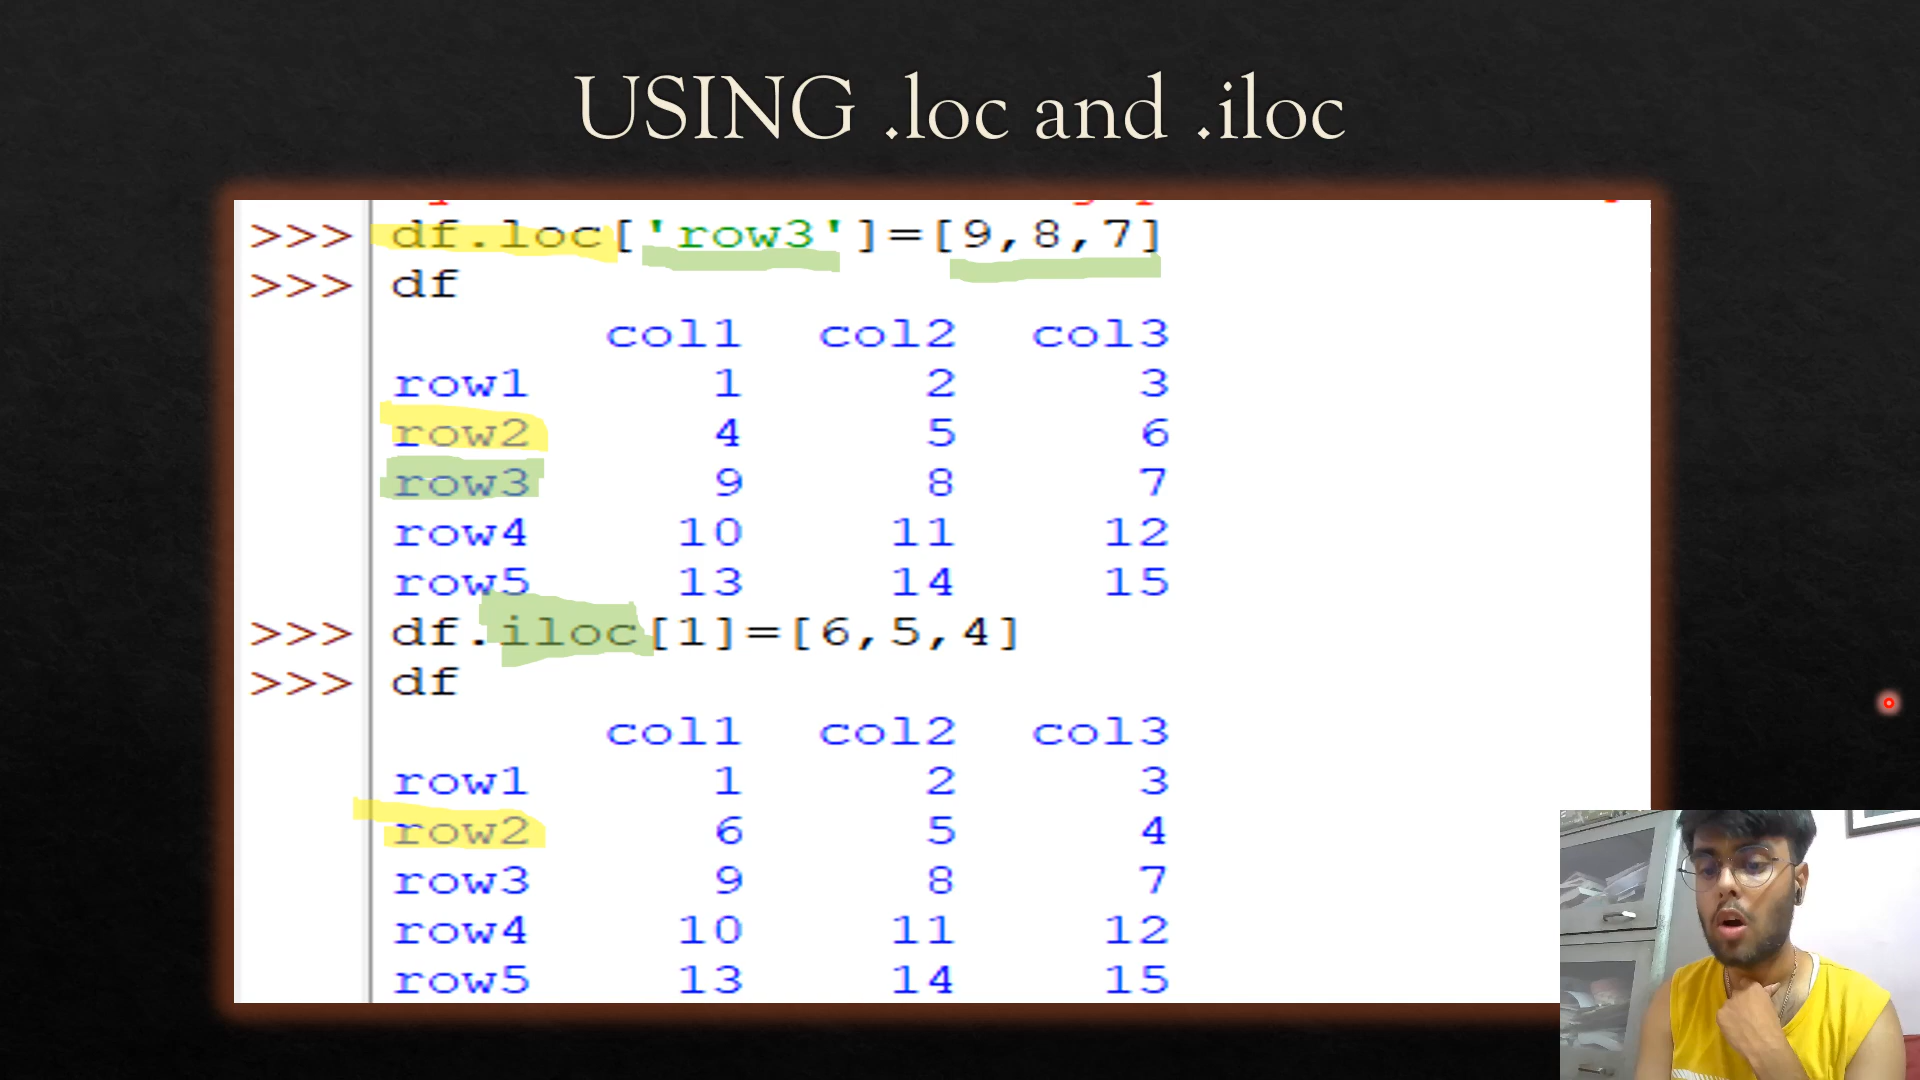 USING .loc and .iloc
>>> df.loc['row3']=[9,8,7]
>>> df
col1 col2 col3
row1 1 2 3
row2 4 5 6
row3 9 8 7
row4 10 11 12
row5 13 14 15
>>> df.iloc[1]=[6,5,4]
>>> df
col1 col2 col3
row1 1 2 3
row2 6 5 4
row3 9 8 7
row4 10 11 12
row5 13 14 15